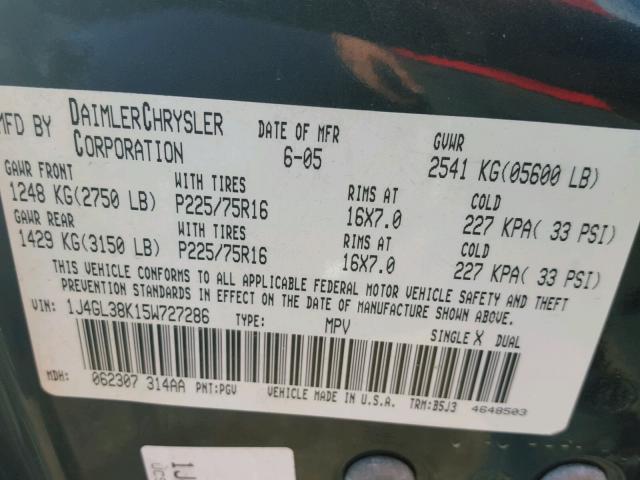 MFD BY DAIMLERCHRYSLER CORPORATION
DATE OF MFR 6-05
GVWR 2541 KG(05600 LB)
GAWR FRONT WITH TIRES RIMS AT COLD
1248 KG(2750 LB) P225/75R16 16X7.0 227 KPA( 33 PSI)
GAWR REAR WITH TIRES RIMS AT COLD
1429 KG(3150 LB) P225/75R16 16X7.0 227 KPA( 33 PSI)
THIS VEHICLE CONFORMS TO ALL APPLICABLE FEDERAL MOTOR VEHICLE SAFETY AND THEFT
PREVENTION STANDARDS IN EFFECT ON THE DATE OF MANUFACTURE SHOWN ABOVE.
VIN: 1J4GL38K15W727286 TYPE: MPV SINGLE X DUAL
MDH: 062307 314AA PNT:PGV VEHICLE MADE IN U.S.A. TRM:B5J3 4648503
1J